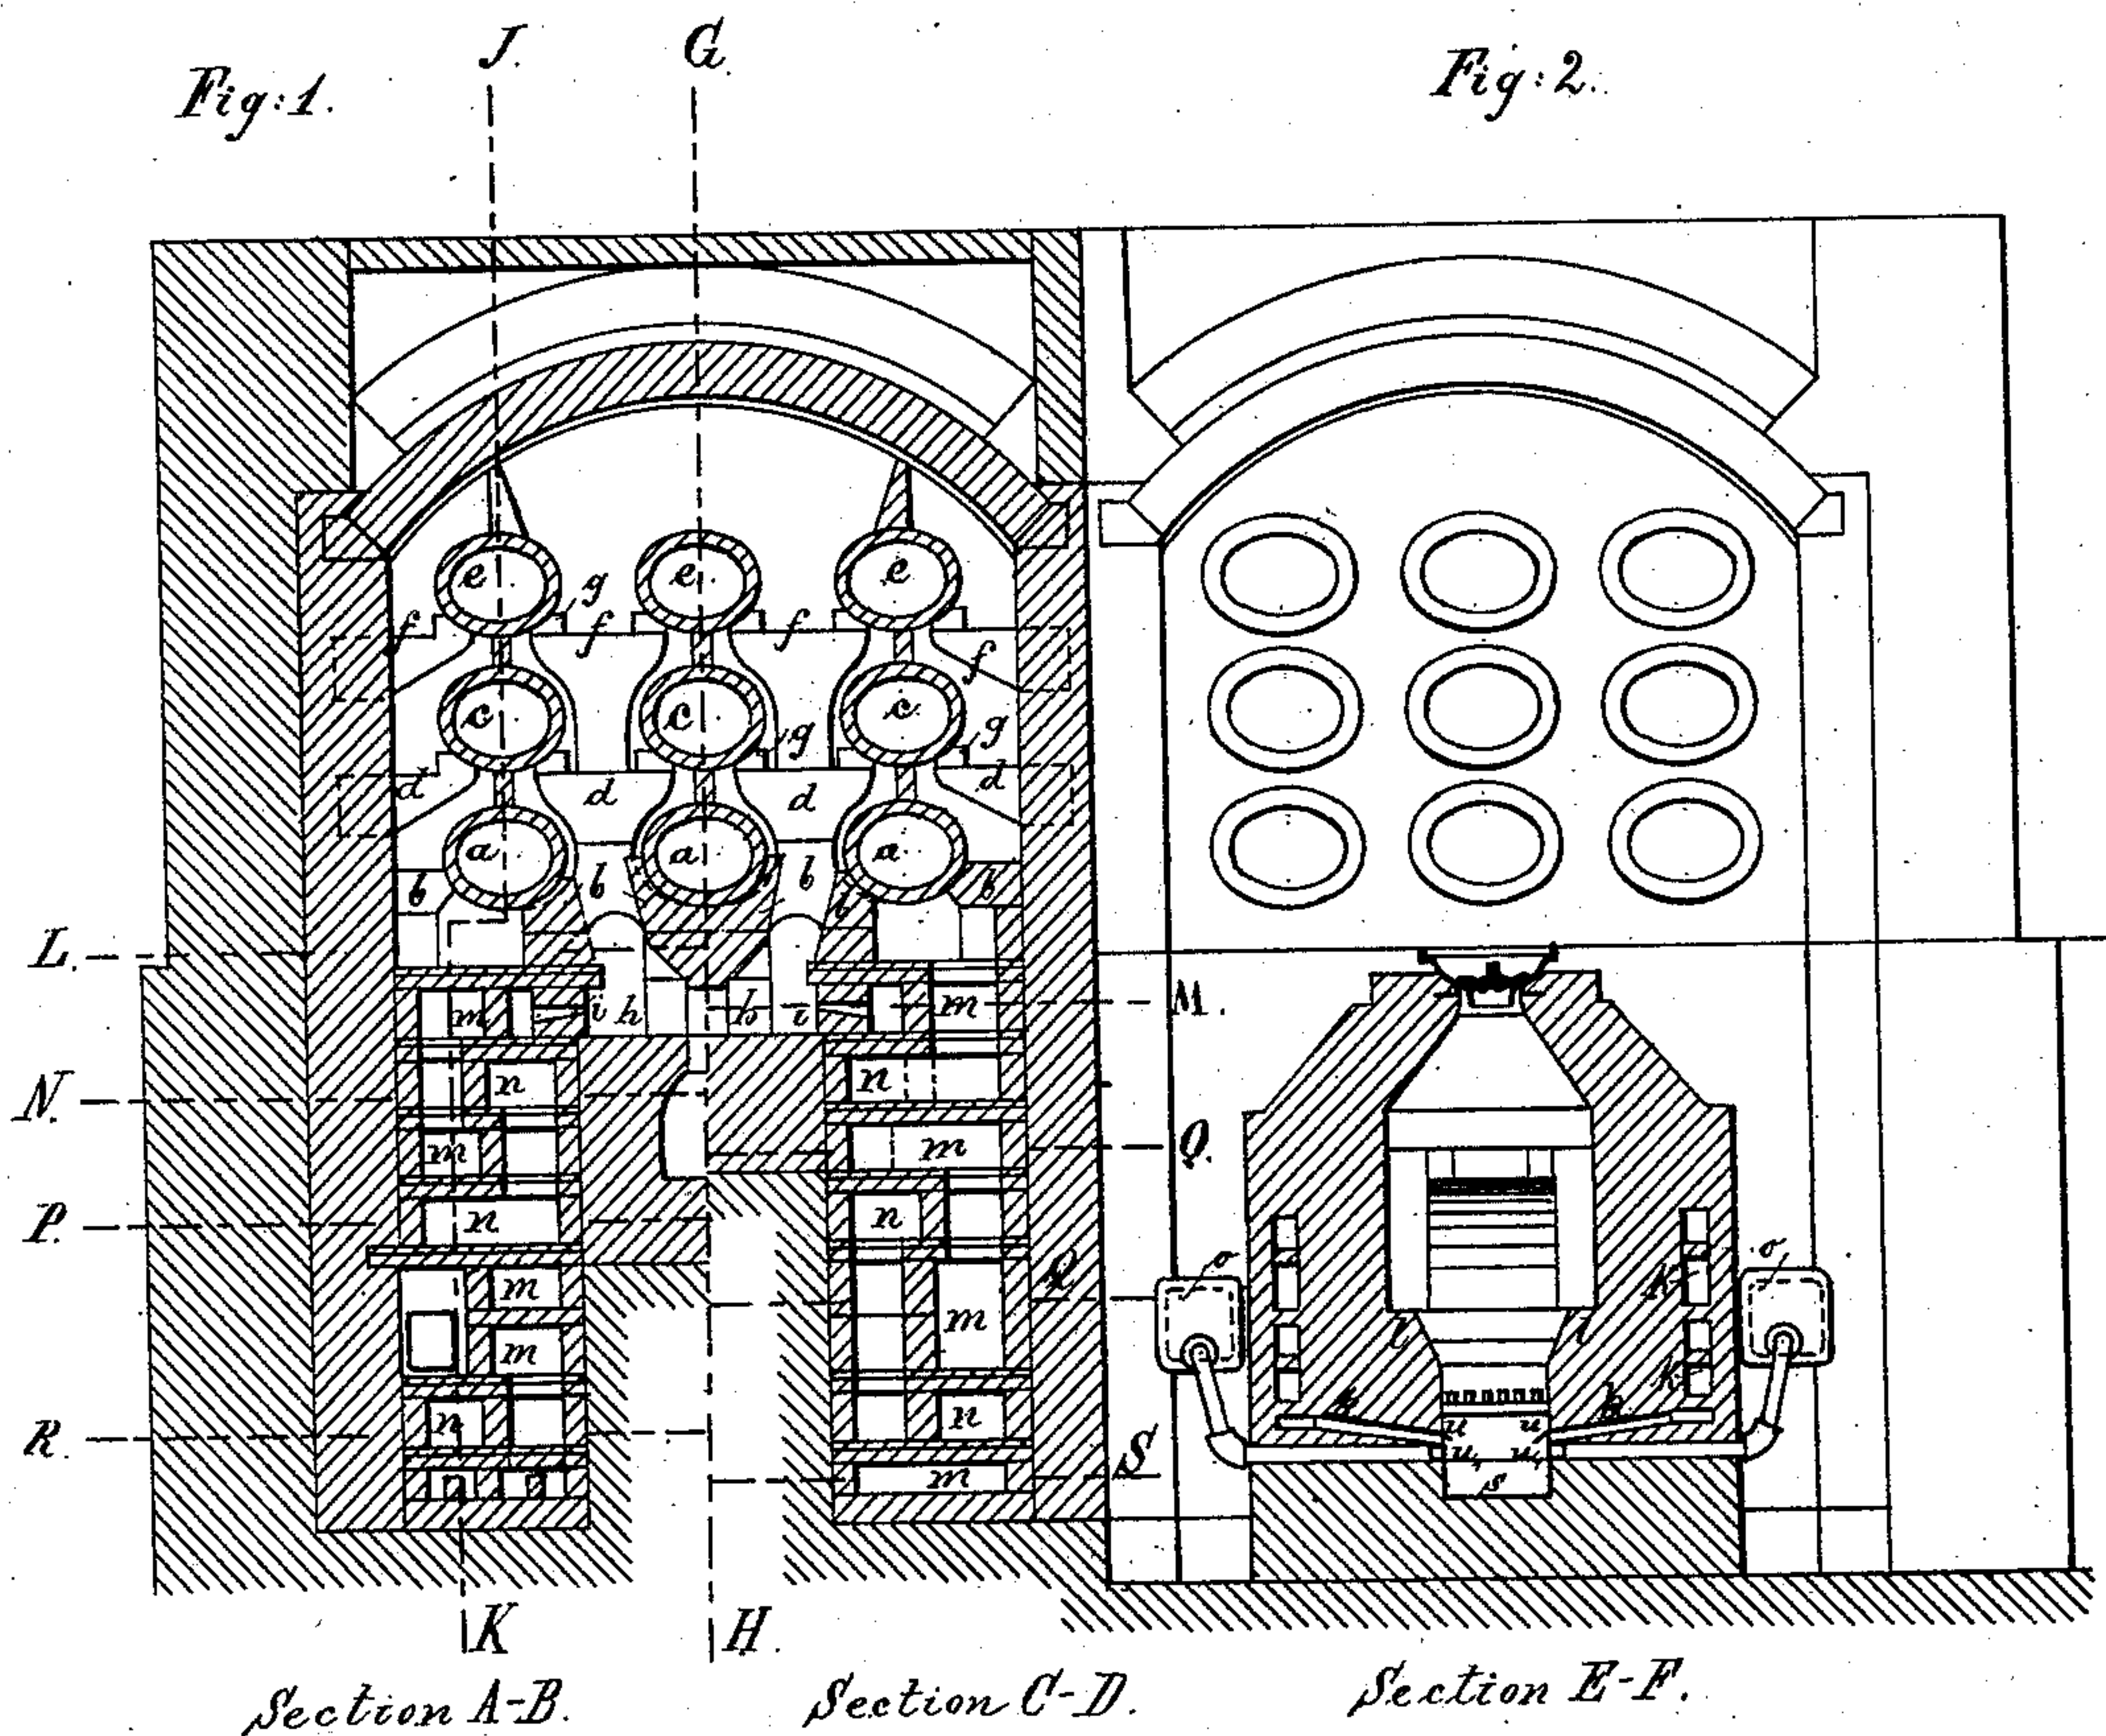 J. G.
Fig:1. Fig:2.
e e e
g
f f f f
c c c
g g
d d d d
a a a
b b b b b
L.
i h h i m M.
m
N. n n
m m Q.
P. n n
m m Q o o
m k
l l
k
R. n n h h
u u
u, u,
m S s
K H.
Section A-B. Section C-D. Section E-F.